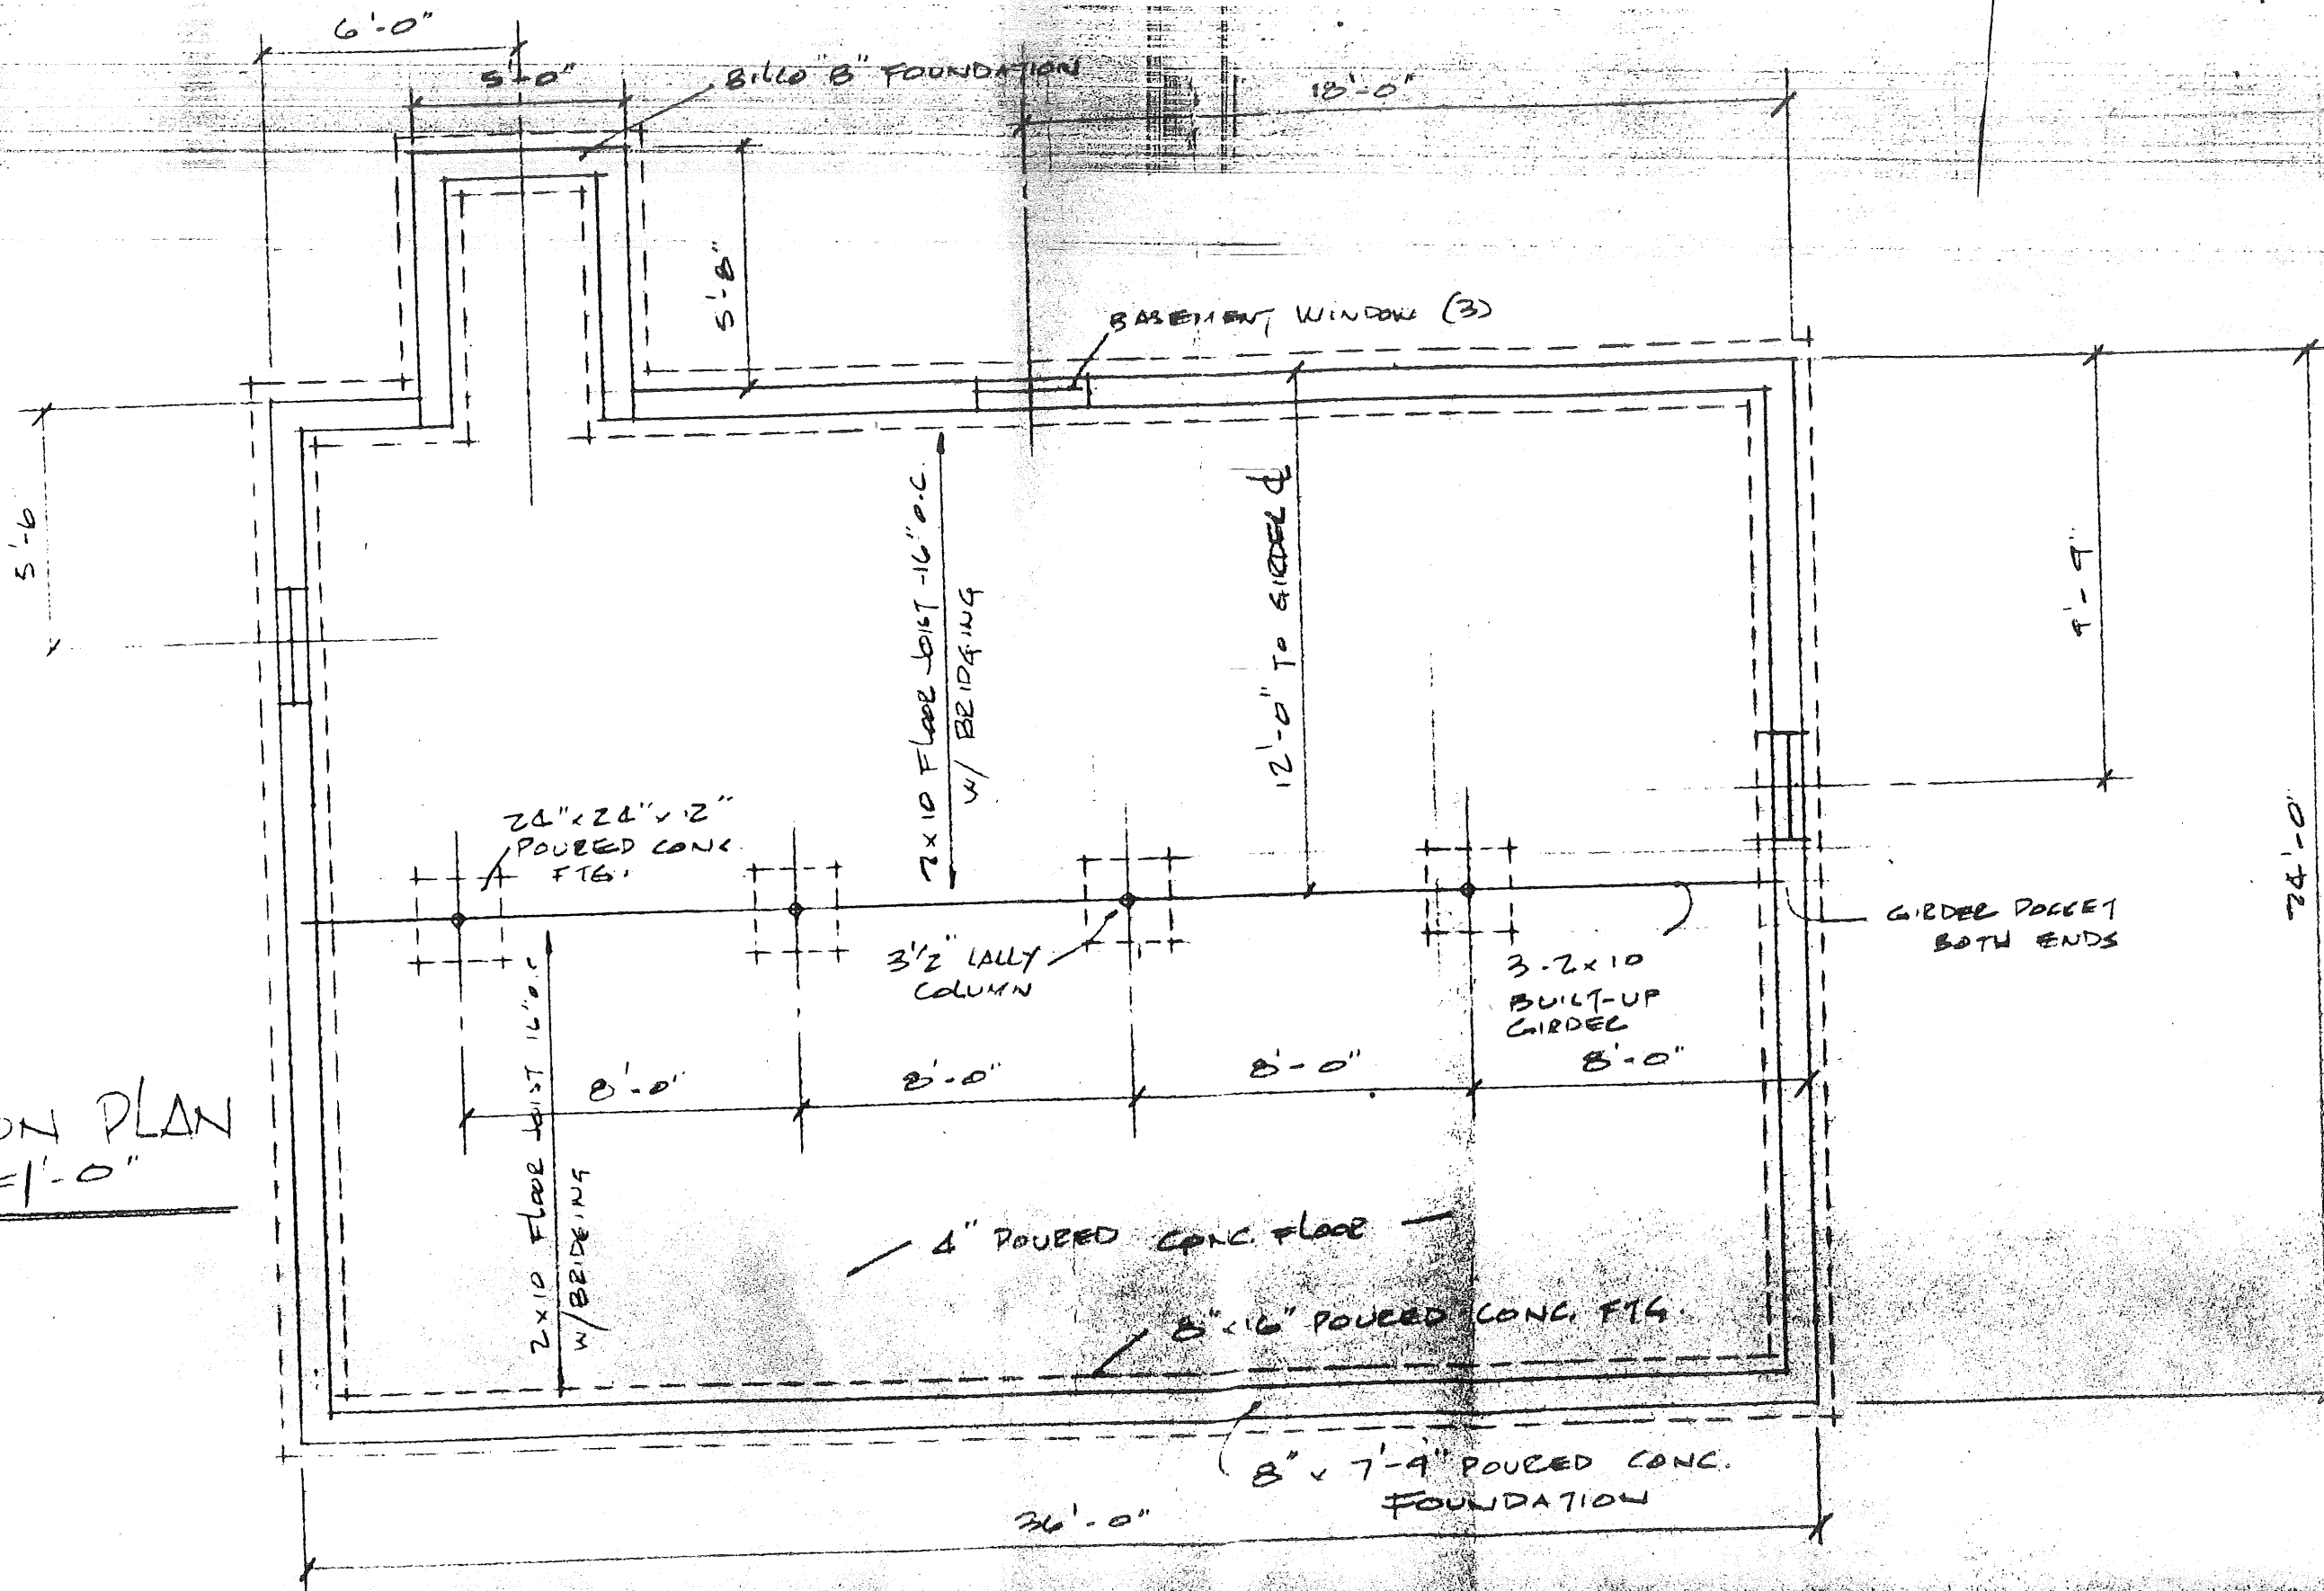 6'-0"
5'-0"
BILCO "B" FOUNDATION
18'-0"
5'-8"
BASEMENT WINDOW (3)
5'-6
2x10 FLOOR JOIST -16" O.C.
W/ BRIDGING
12'-0" TO GIRDER ℄
9'-9"
24'-0"
24"x24"x12"
POURED CONC.
FTG.
3½" LALLY
COLUMN
3-2x10
BUILT-UP
GIRDER
GIRDER POCKET
BOTH ENDS
8'-0"
8'-0"
8'-0"
8'-0"
ON PLAN
=1'-0"
2x10 FLOOR JOIST 16" O.C
W/BRIDGING
4" POURED CONC. FLOOR
8"x16" POURED CONC. FTG.
8" x 7'-9" POURED CONC.
FOUNDATION
36'-0"